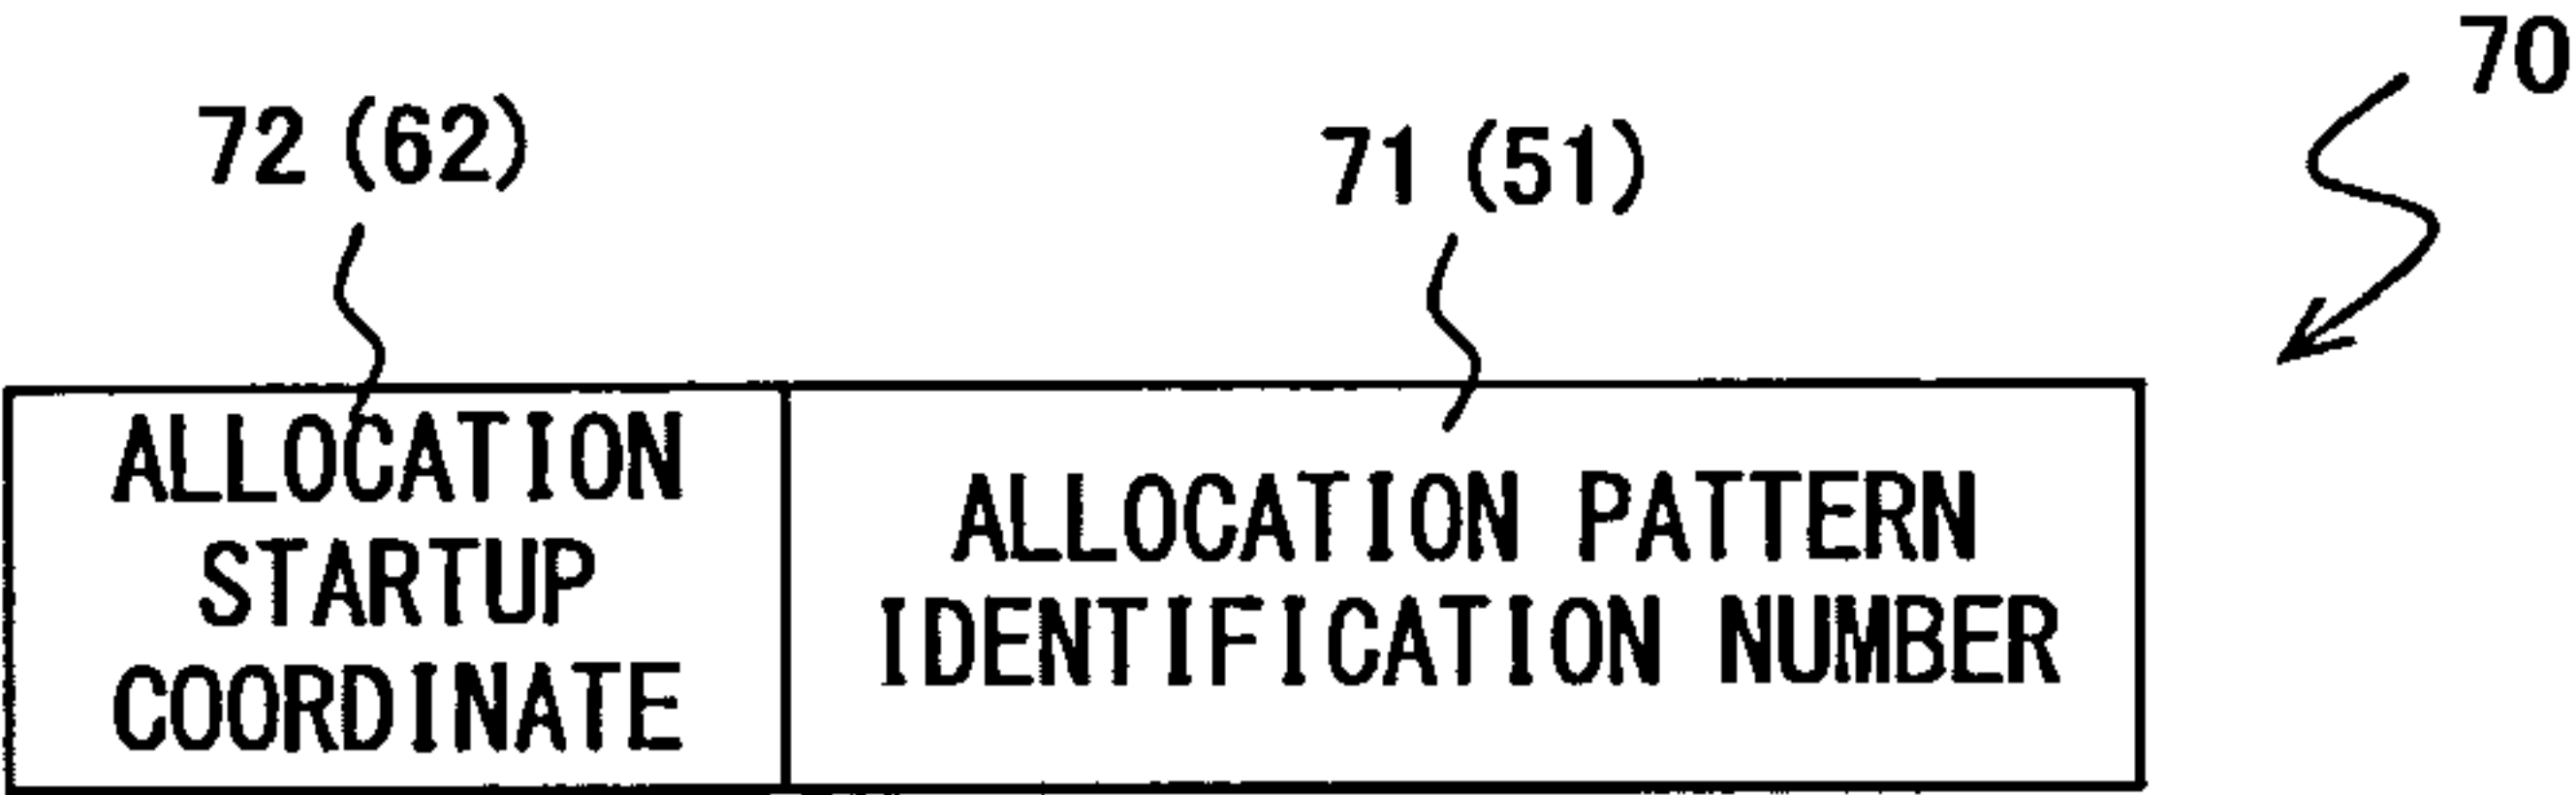 70
72 (62)
71 (51)
ALLOCATION
STARTUP
COORDINATE
ALLOCATION PATTERN
IDENTIFICATION NUMBER